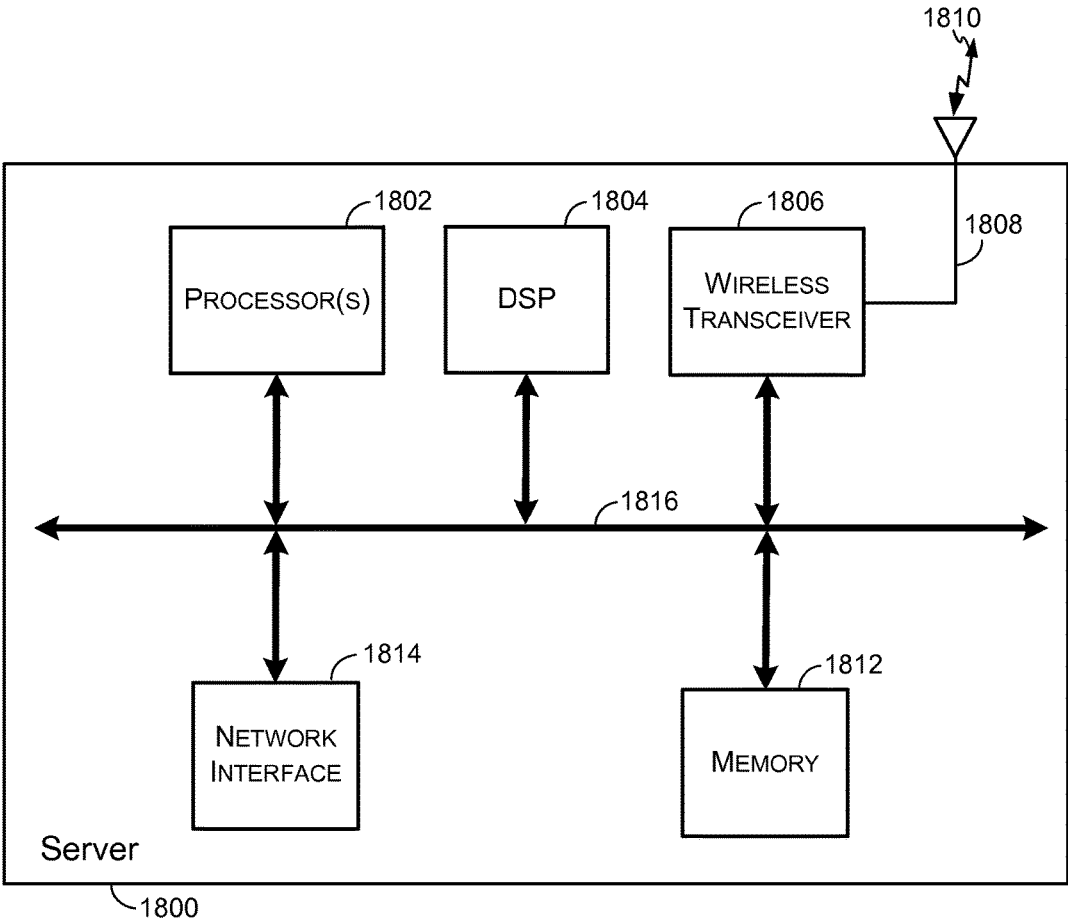 1810
1802
1804
1806
1808
PROCESSOR(S)
DSP
WIRELESS
TRANSCEIVER
1816
1814
1812
NETWORK
INTERFACE
MEMORY
Server
1800